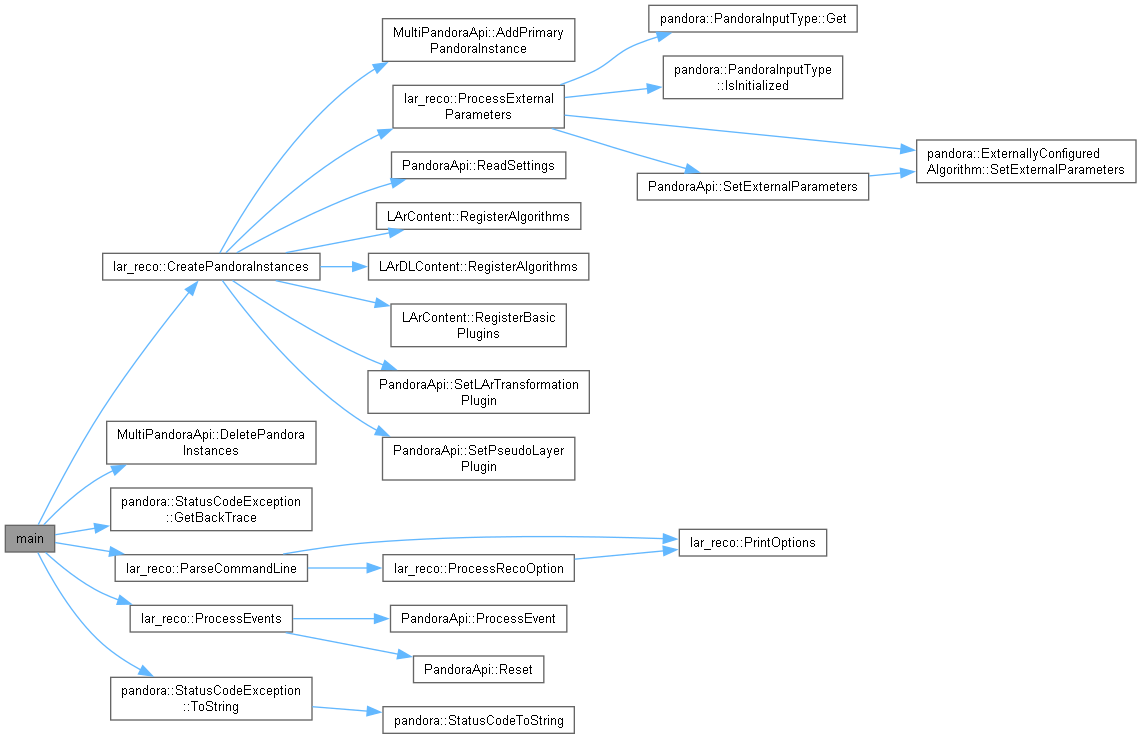 MultiPandoraApi::AddPrimary
PandoraInstance
pandora::PandoraInputType::Get
pandora::PandoraInputType
::IsInitialized
lar_reco::ProcessExternal
Parameters
pandora::ExternallyConfigured
Algorithm::SetExternalParameters
PandoraApi::SetExternalParameters
PandoraApi::ReadSettings
LArContent::RegisterAlgorithms
lar_reco::CreatePandoraInstances
LArDLContent::RegisterAlgorithms
LArContent::RegisterBasic
Plugins
PandoraApi::SetLArTransformation
Plugin
PandoraApi::SetPseudoLayer
Plugin
MultiPandoraApi::DeletePandora
Instances
pandora::StatusCodeException
::GetBackTrace
main
lar_reco::ParseCommandLine
lar_reco::ProcessRecoOption
lar_reco::PrintOptions
lar_reco::ProcessEvents
PandoraApi::ProcessEvent
PandoraApi::Reset
pandora::StatusCodeException
::ToString
pandora::StatusCodeToString